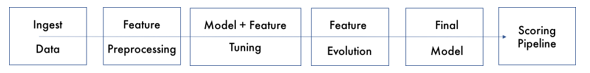 Ingest
Data
Feature
Preprocessing
Model + Feature
Tuning
Feature
Evolution
Final
Model
Scoring
Pipeline